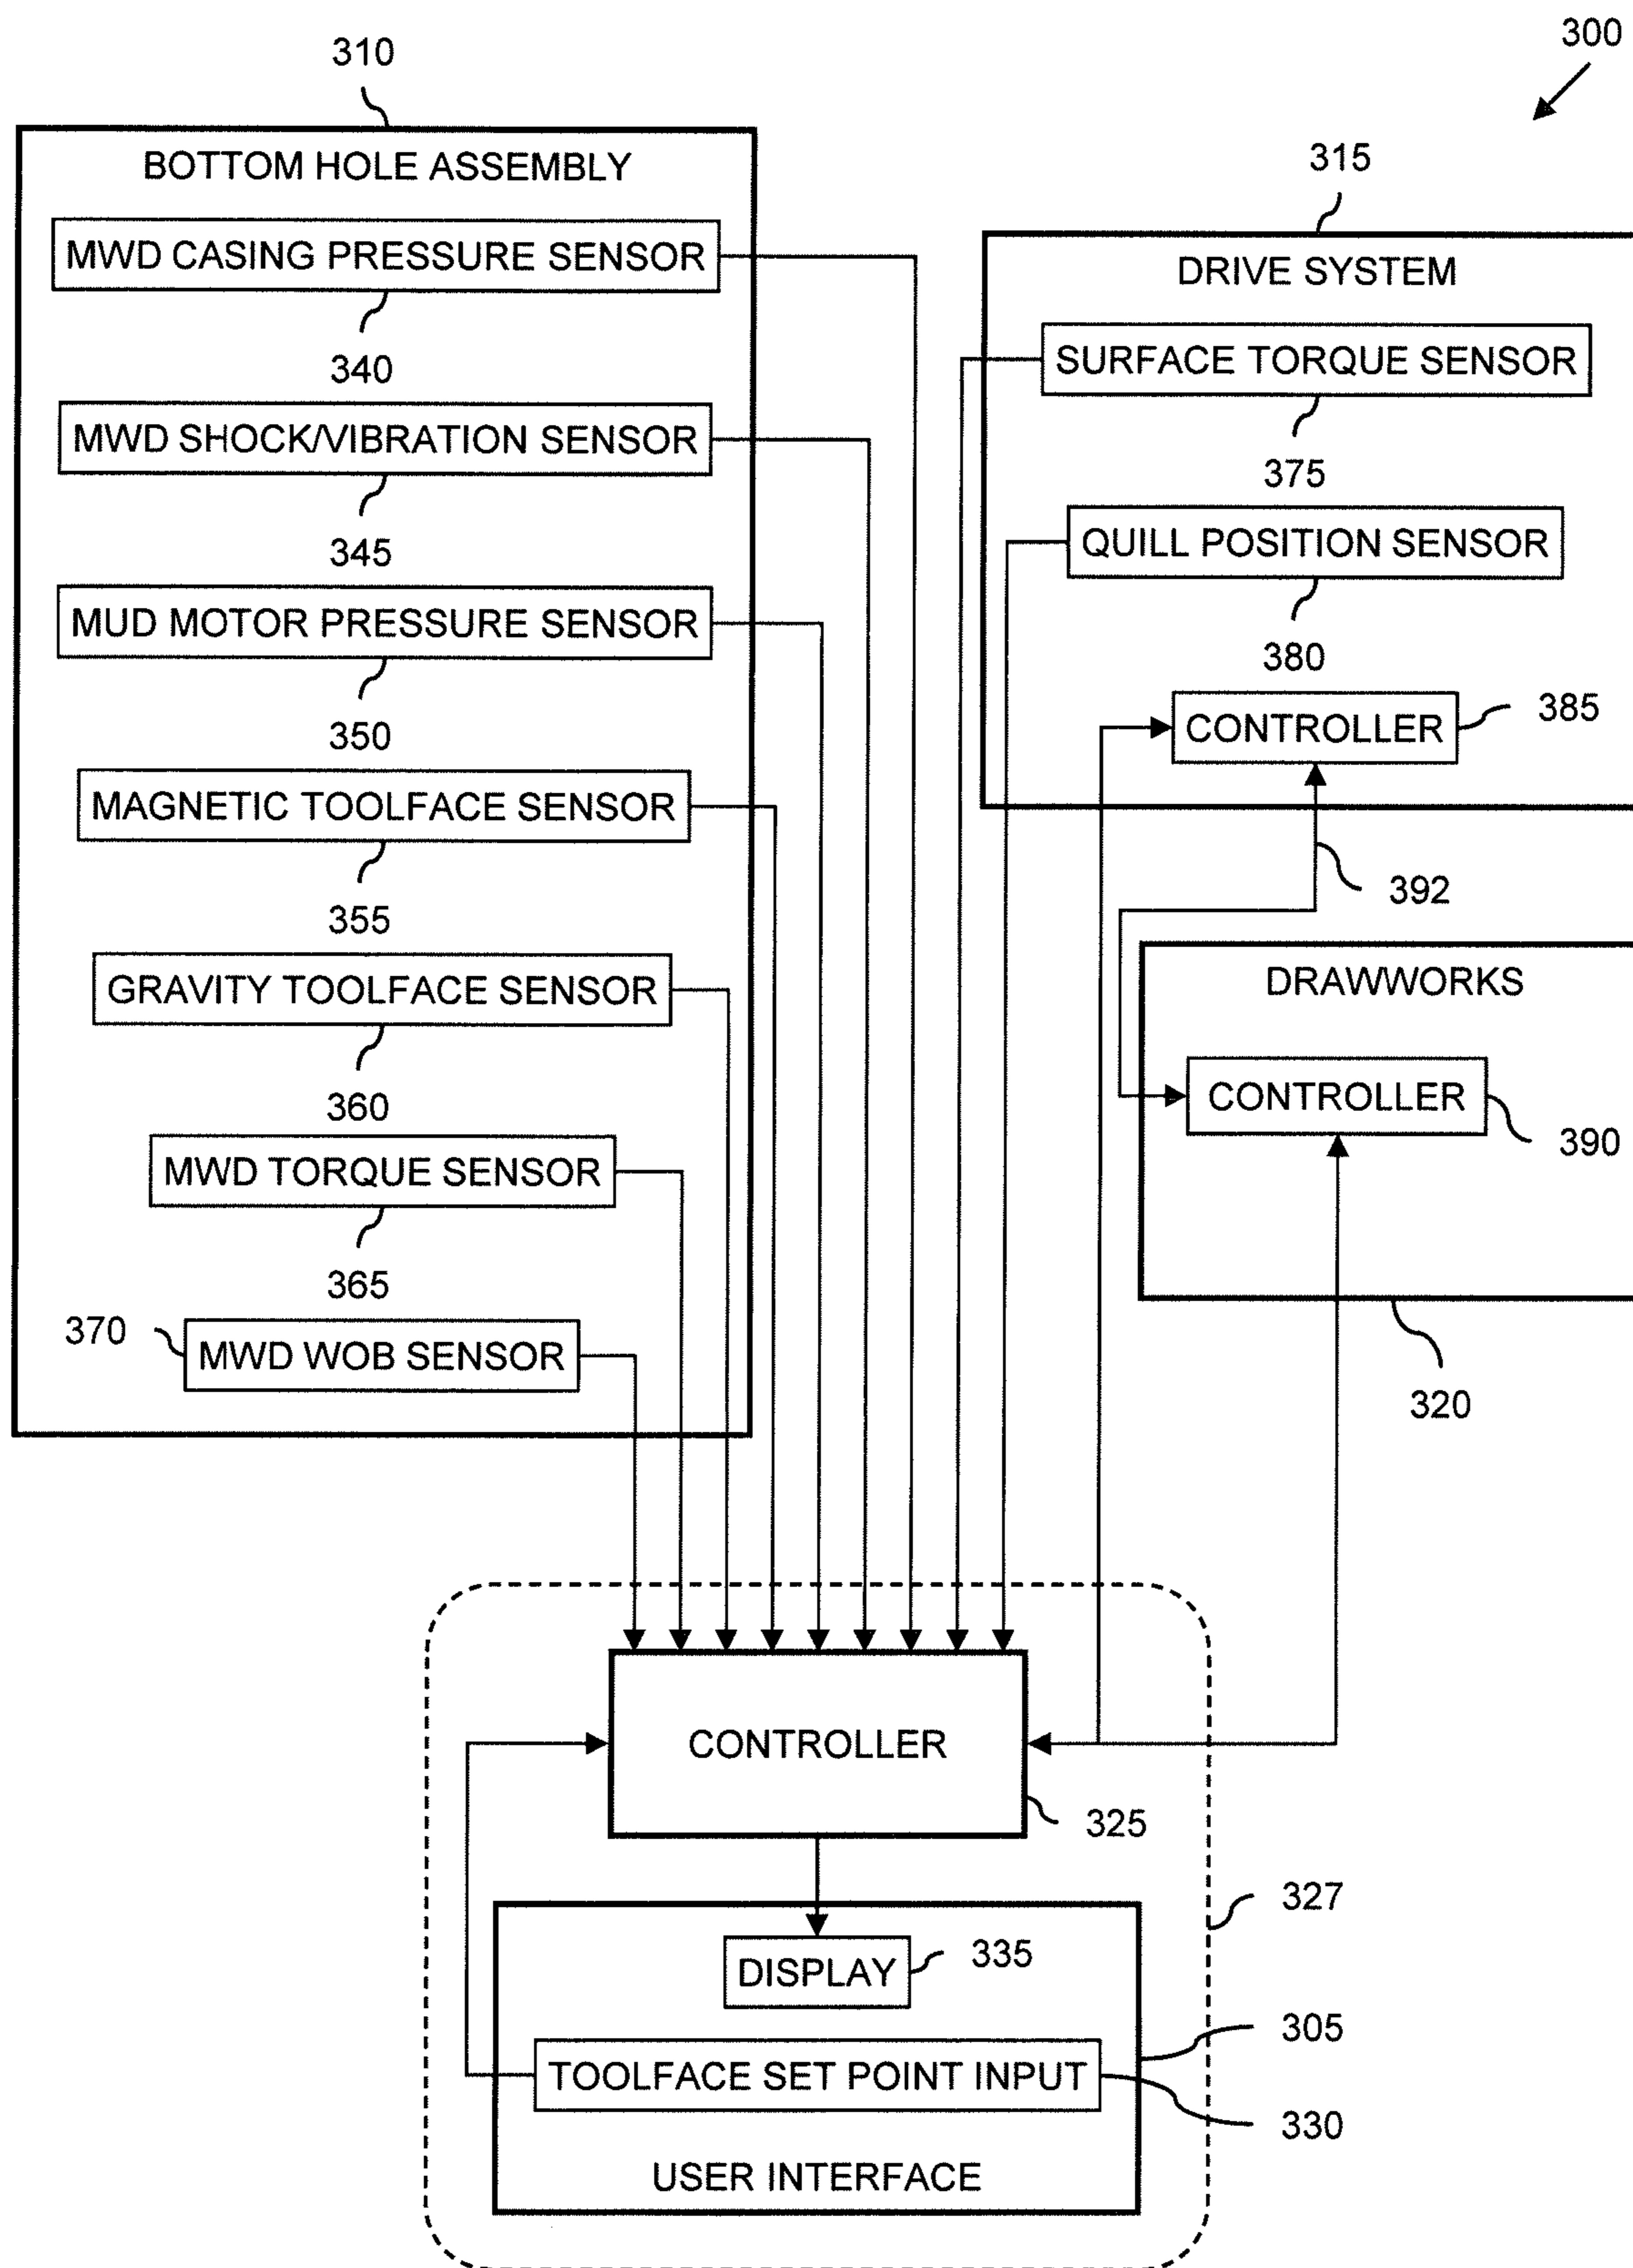 300
310
BOTTOM HOLE ASSEMBLY
MWD CASING PRESSURE SENSOR
340
MWD SHOCK/VIBRATION SENSOR
345
MUD MOTOR PRESSURE SENSOR
350
MAGNETIC TOOLFACE SENSOR
355
GRAVITY TOOLFACE SENSOR
360
MWD TORQUE SENSOR
365
370
MWD WOB SENSOR
315
DRIVE SYSTEM
SURFACE TORQUE SENSOR
375
QUILL POSITION SENSOR
380
CONTROLLER
385
392
DRAWWORKS
CONTROLLER
390
320
CONTROLLER
325
327
DISPLAY
335
305
TOOLFACE SET POINT INPUT
330
USER INTERFACE